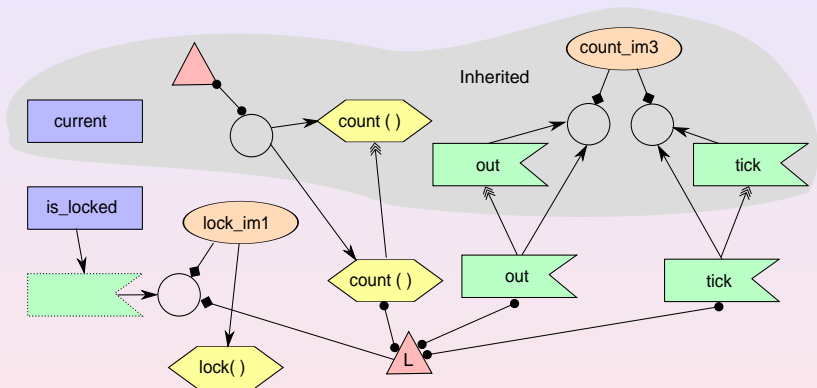 count_im3
Inherited
current
count ( )
out
tick
is_locked
lock_im1
count ( )
out
tick
L
lock( )